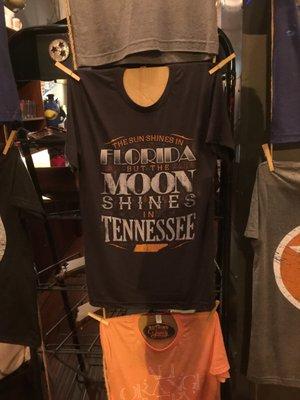 THE SUN SHINES IN
FLORIDA
BUT THE
MOON
SHINES
IN
TENNESSEE